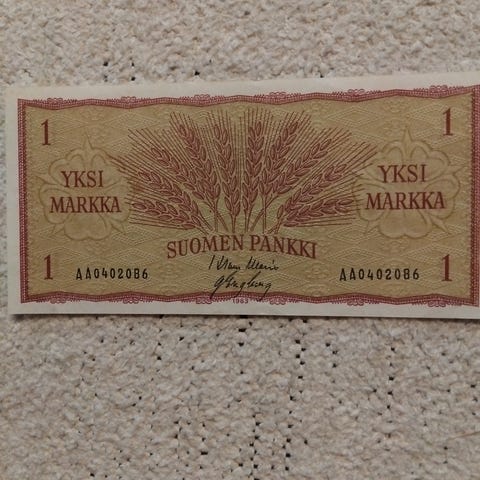 1
1
YKSI
MARKKA
YKSI
MARKKA
SUOMEN PANKKI
1
AA0402086
AA0402086
1
1963